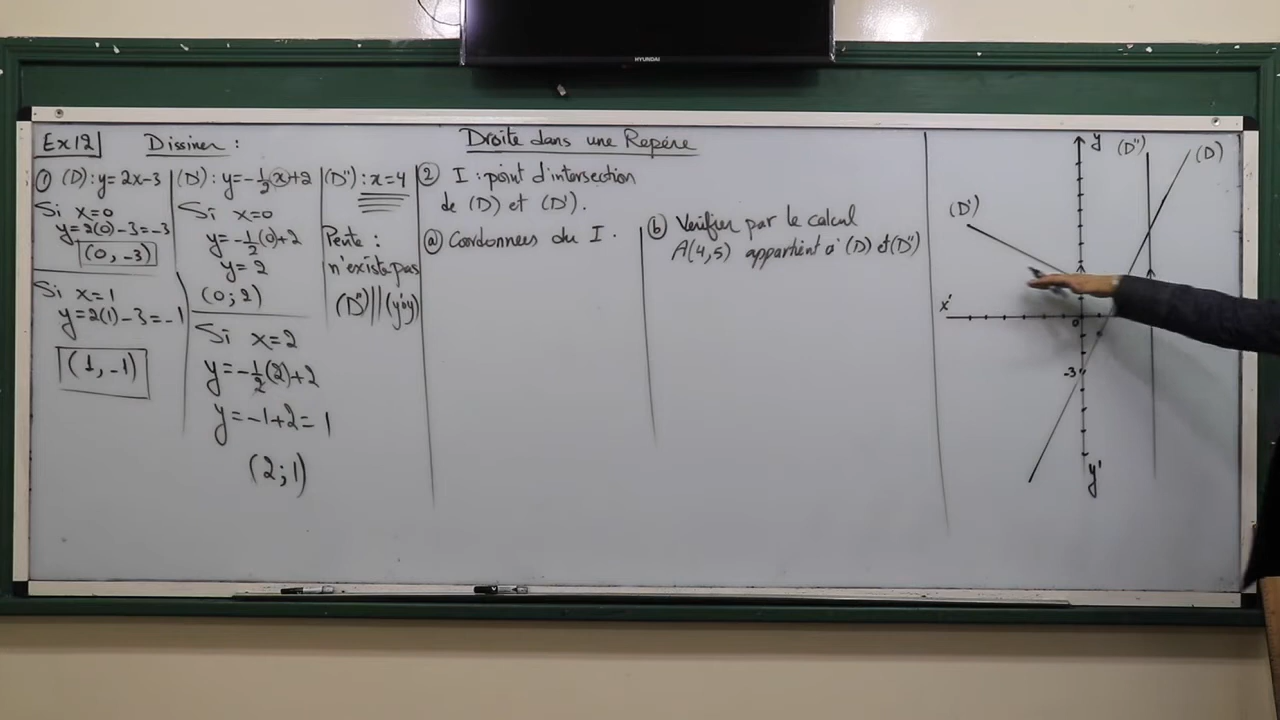 HYUNDAI
Ex12
Dissiner :
Droite dans une Repére
① (D) : y = 2x-3
Si x=0
y=2(0)-3=-3
(0, -3)
Si x=1
y=2(1)-3=-1
(1, -1)
(D') : y=-1/2x+2
Si x=0
y=-1/2(0)+2
y=2
(0;2)
Si x=2
y=-1/2(2)+2
y=-1+2=1
(2;1)
(D") : x=4
Pente :
n'existe pas
(D")||(y'oy)
② I : point d'intersection
de (D) et (D').
ⓐ Cordonnees du I.
ⓑ Verifier par le calcul
A(4,5) appartient à (D) et (D")
y
(D")
(D)
(D')
x'
o
-3
y'